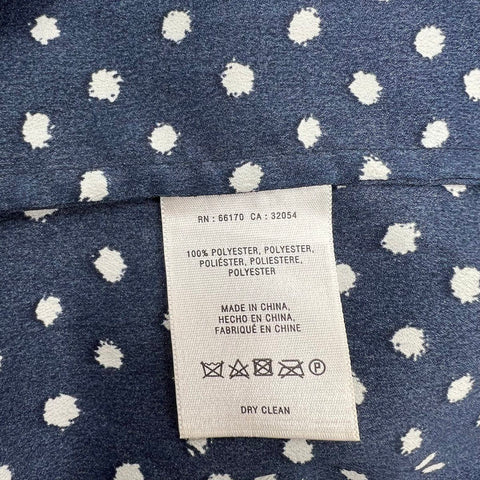 RN : 66170 CA : 32054
100% POLYESTER, POLYESTER,
POLIÉSTER, POLIESTERE,
POLYESTER
MADE IN CHINA,
HECHO EN CHINA,
FABRIQUÉ EN CHINE
DRY CLEAN